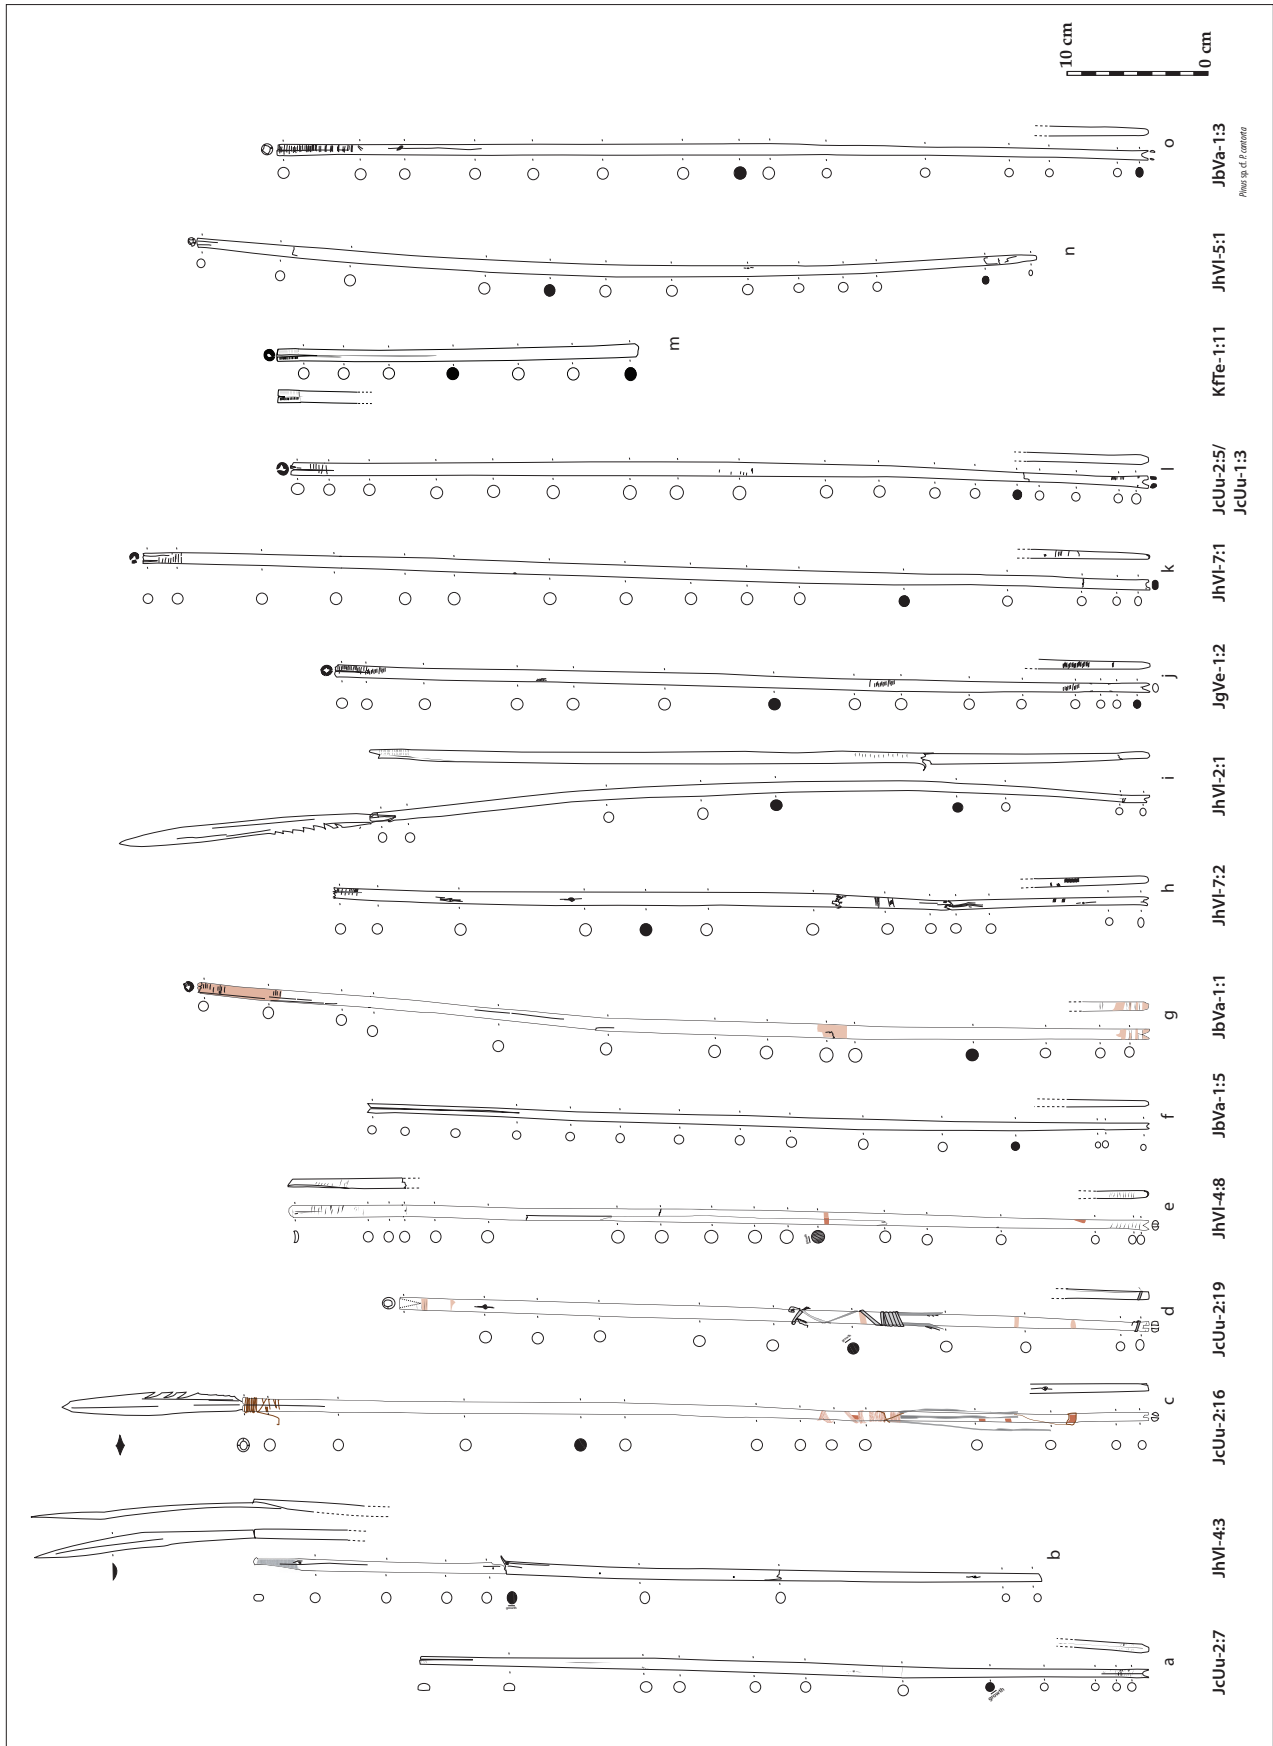 a
JcUu-2:7
growth
b
JhVl-4:3
c
JcUu-2:16
d
JcUu-2:19
e
JhVl-4:8
f
JbVa-1:5
g
JbVa-1:1
h
JhVl-7:2
i
JhVl-2:1
j
JgVe-1:2
k
JhVl-7:1
l
JcUu-2:5/
JcUu-1:3
m
KfTe-1:11
n
JhVl-5:1
o
JbVa-1:3
Pinus sp. cf. P. contorta
0 cm
10 cm